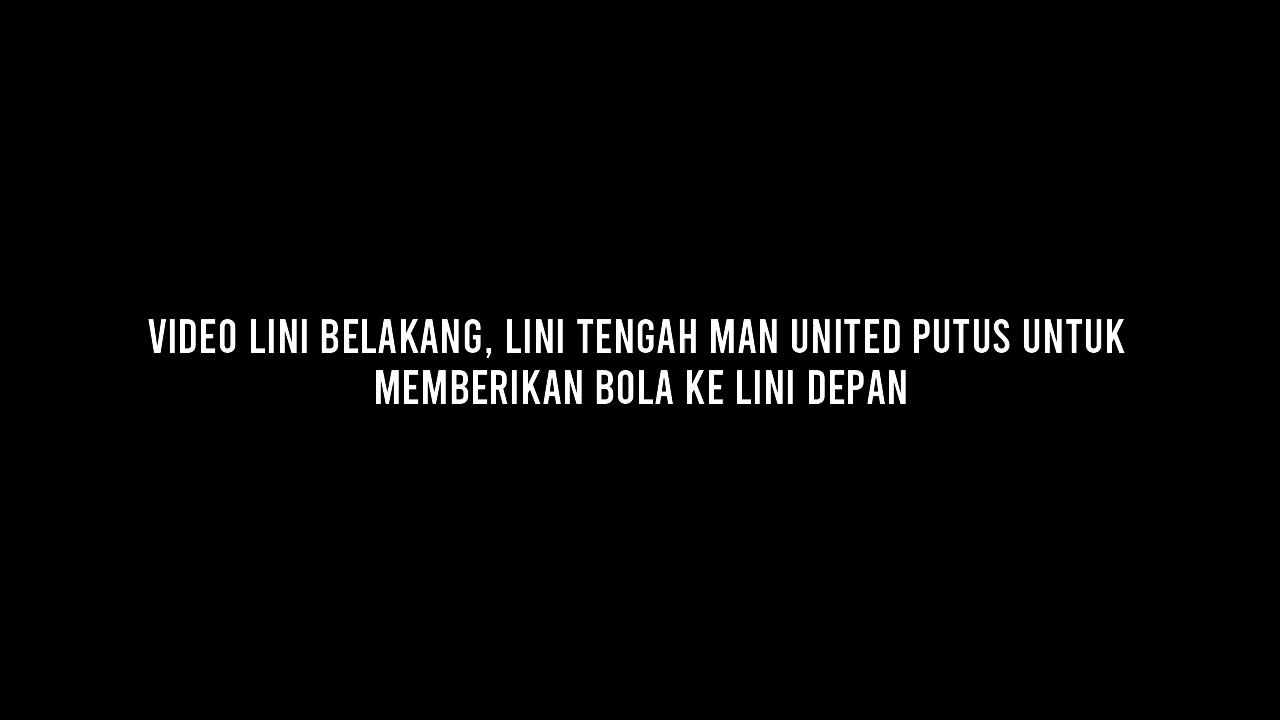 VIDEO LINI BELAKANG, LINI TENGAH MAN UNITED PUTUS UNTUK
MEMBERIKAN BOLA KE LINI DEPAN